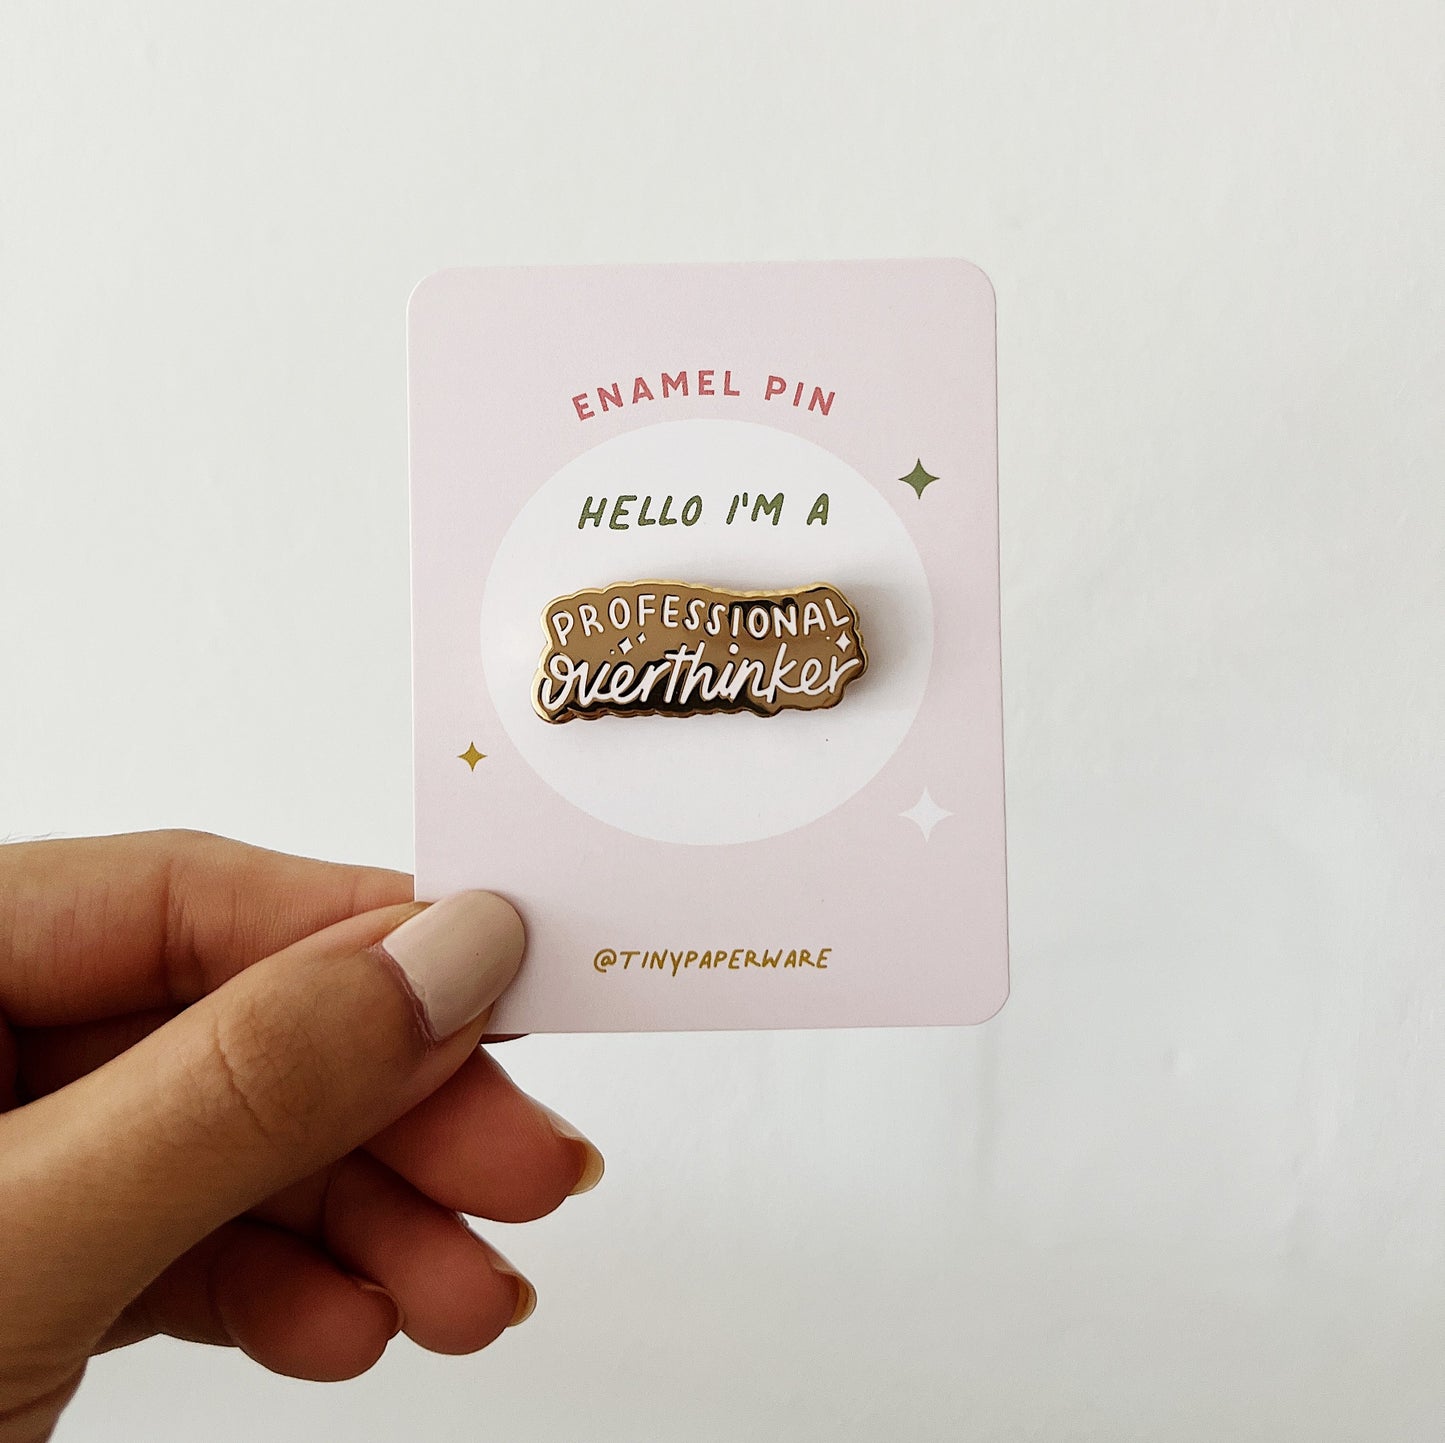 ENAMEL PIN
HELLO I'M A
PROFESSIONAL
overthinker
@TINYPAPERWARE